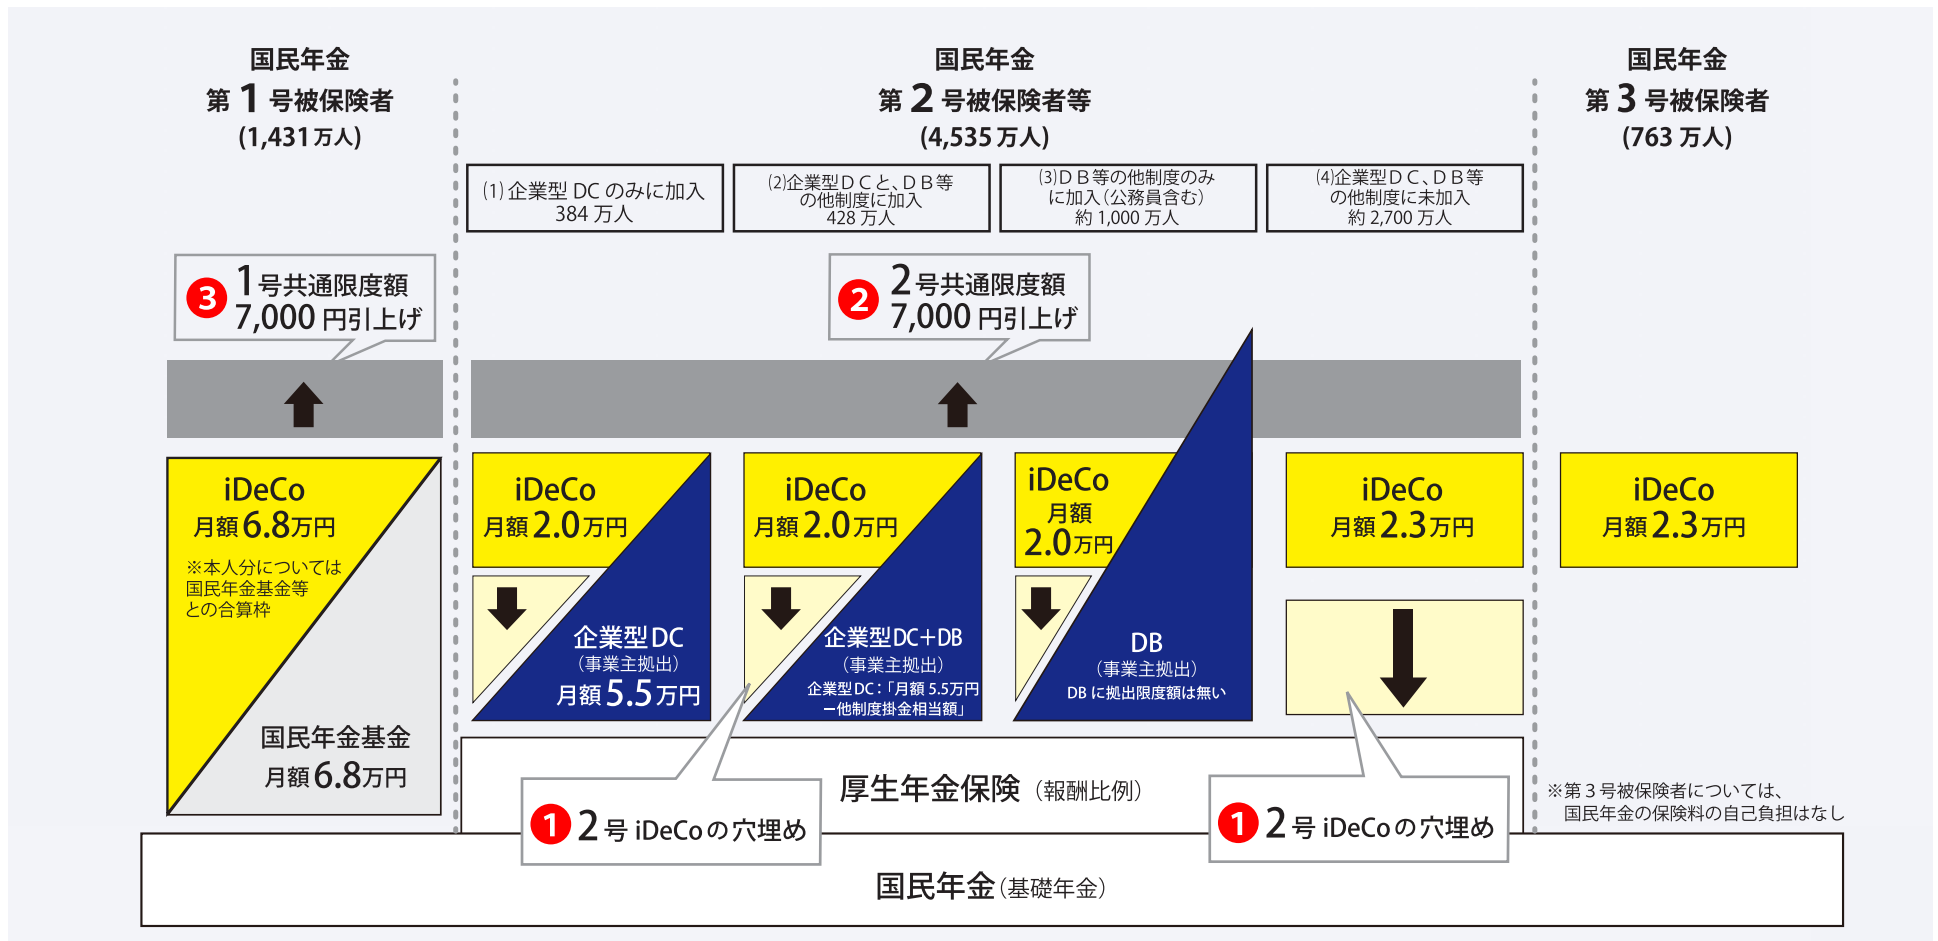 国民年金
第1号被保険者
(1,431万人)
国民年金
第2号被保険者等
(4,535万人)
国民年金
第3号被保険者
(763万人)
(1)企業型DCのみに加入
384万人
(2)企業型DCと、DB等
の他制度に加入
428万人
(3)DB等の他制度のみ
に加入(公務員含む)
約1,000万人
(4)企業型DC、DB等
の他制度に未加入
約2,700万人
3 1号共通限度額
7,000円引上げ
2 2号共通限度額
7,000円引上げ
iDeCo
月額6.8万円
※本人分については
国民年金基金等
との合算枠
国民年金基金
月額6.8万円
iDeCo
月額2.0万円
企業型DC
(事業主拠出)
月額5.5万円
iDeCo
月額2.0万円
企業型DC+DB
(事業主拠出)
企業型DC:「月額5.5万円
ー他制度掛金相当額」
iDeCo
月額
2.0万円
DB
(事業主拠出)
DBに拠出限度額は無い
iDeCo
月額2.3万円
iDeCo
月額2.3万円
1 2号iDeCoの穴埋め
厚生年金保険(報酬比例)
1 2号iDeCoの穴埋め
※第3号被保険者については、
国民年金の保険料の自己負担はなし
国民年金(基礎年金)